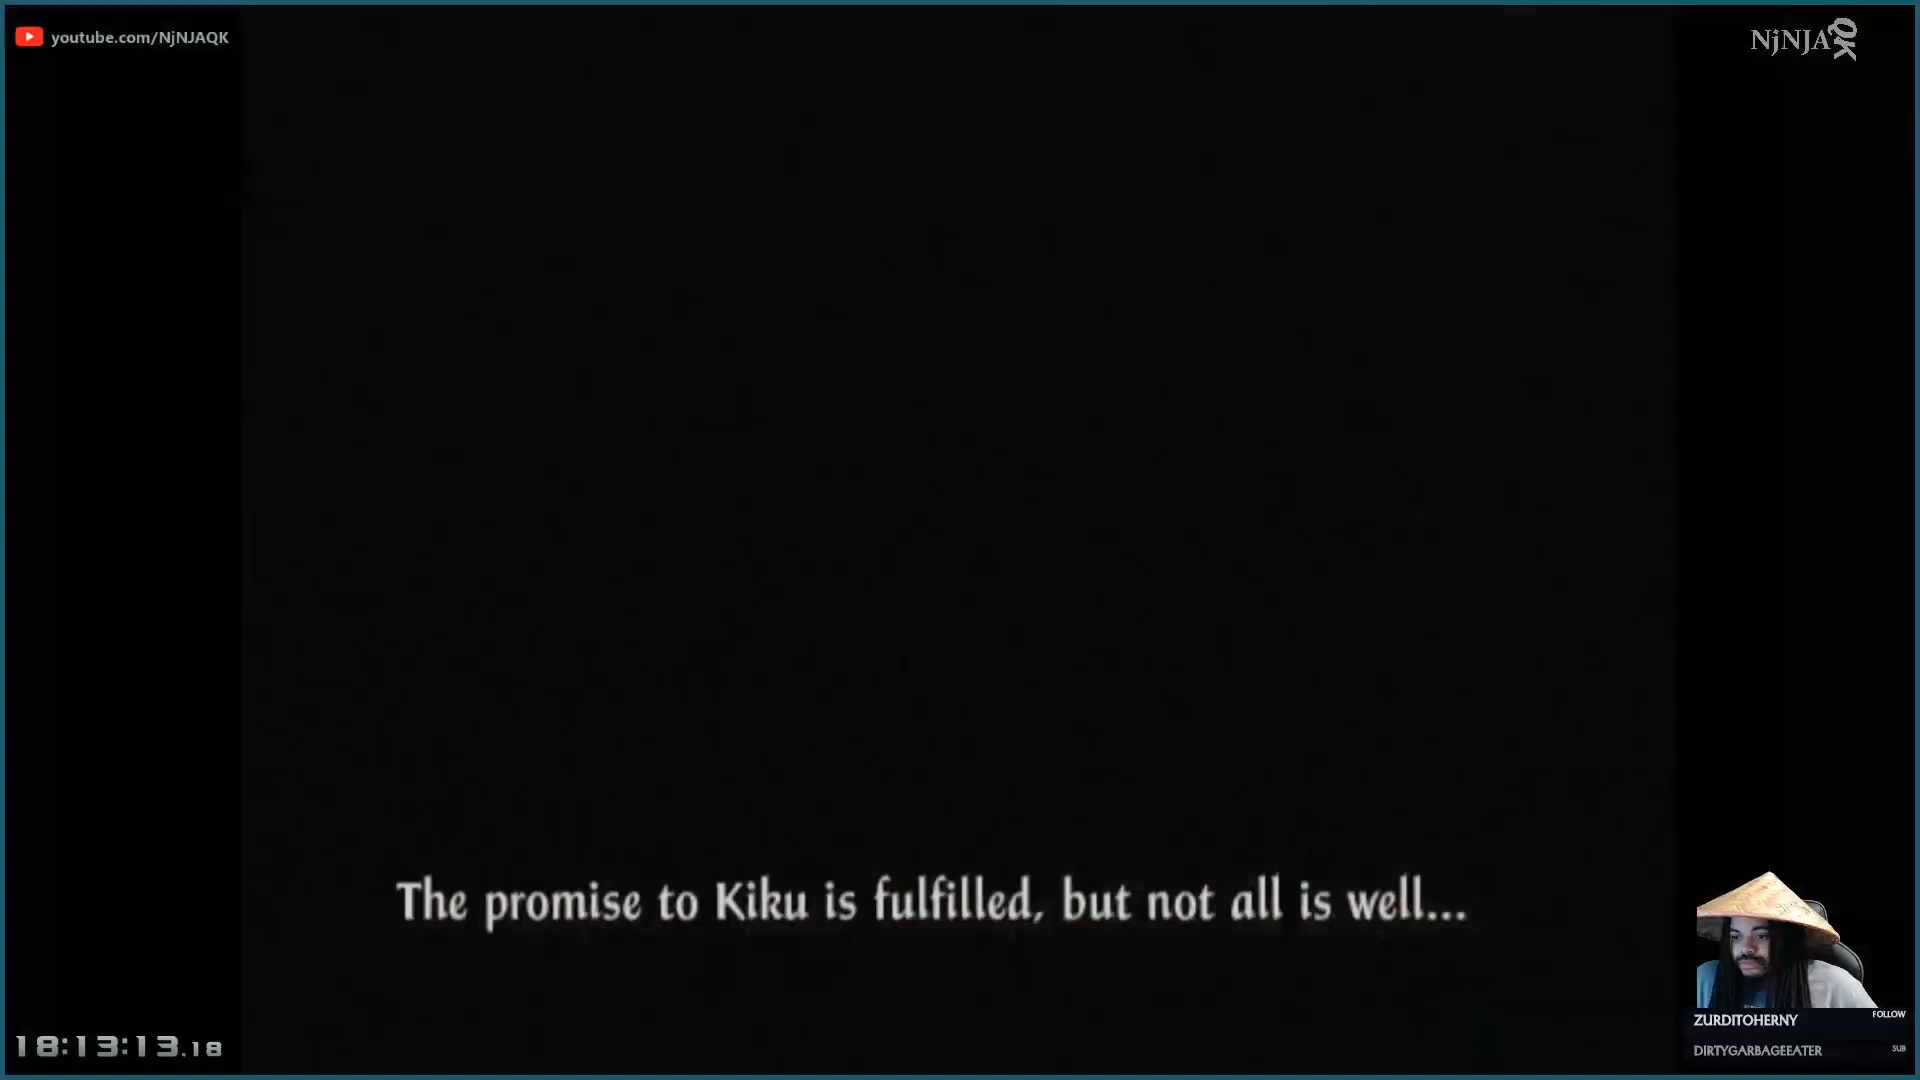 youtube.com/NjNJAQK
NjNJAQK
The promise to Kiku is fulfilled, but not all is well...
18:13:13.18
ZURDITOHERNY FOLLOW
DIRTYGARBAGEEATER SUB